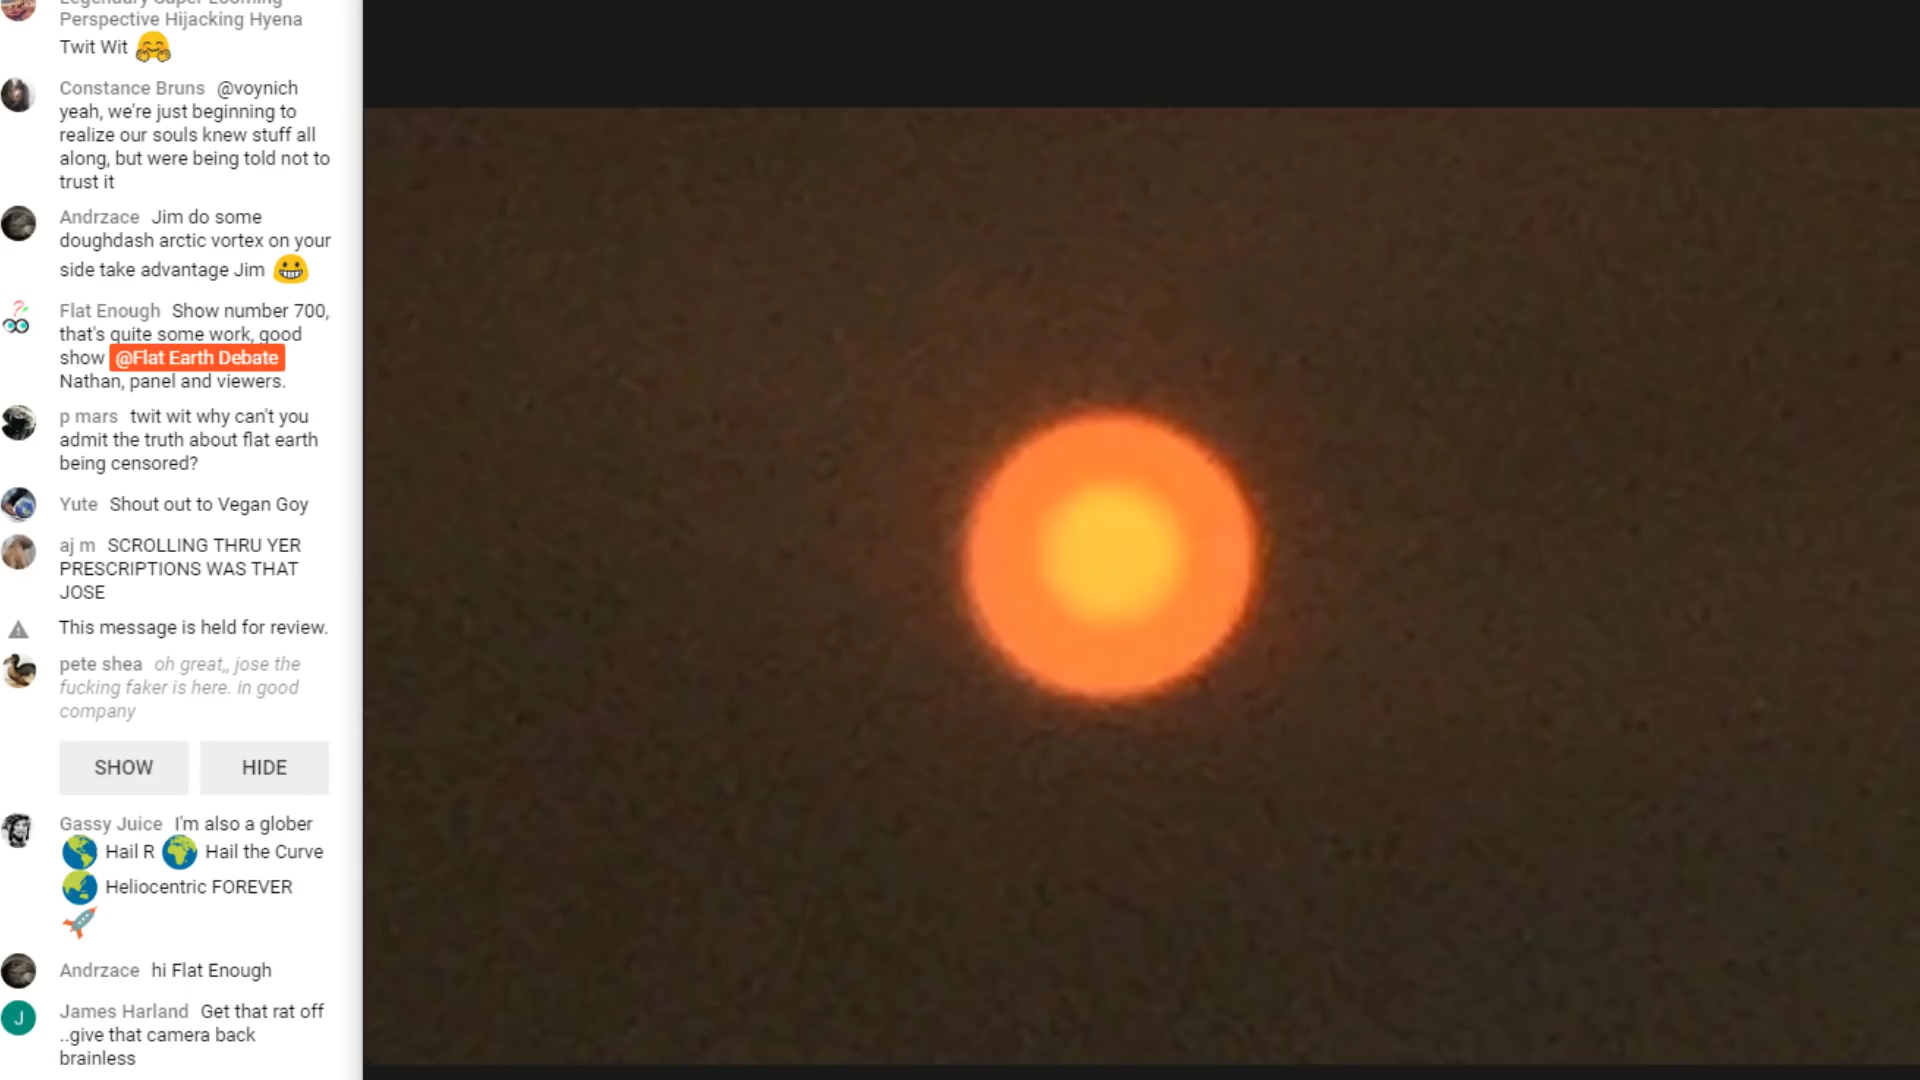 Legendary Super Looming
Perspective Hijacking Hyena
Twit Wit
Constance Bruns @voynich
yeah, we're just beginning to
realize our souls knew stuff all
along, but were being told not to
trust it
Andrzace Jim do some
doughdash arctic vortex on your
side take advantage Jim
Flat Enough Show number 700,
that's quite some work, good
show @Flat Earth Debate
Nathan, panel and viewers.
p mars twit wit why can't you
admit the truth about flat earth
being censored?
Yute Shout out to Vegan Goy
aj m SCROLLING THRU YER
PRESCRIPTIONS WAS THAT
JOSE
This message is held for review.
pete shea oh great,, jose the
fucking faker is here. in good
company
SHOW HIDE
Gassy Juice I'm also a glober
Hail R Hail the Curve
Heliocentric FOREVER
Andrzace hi Flat Enough
J James Harland Get that rat off
..give that camera back
brainless